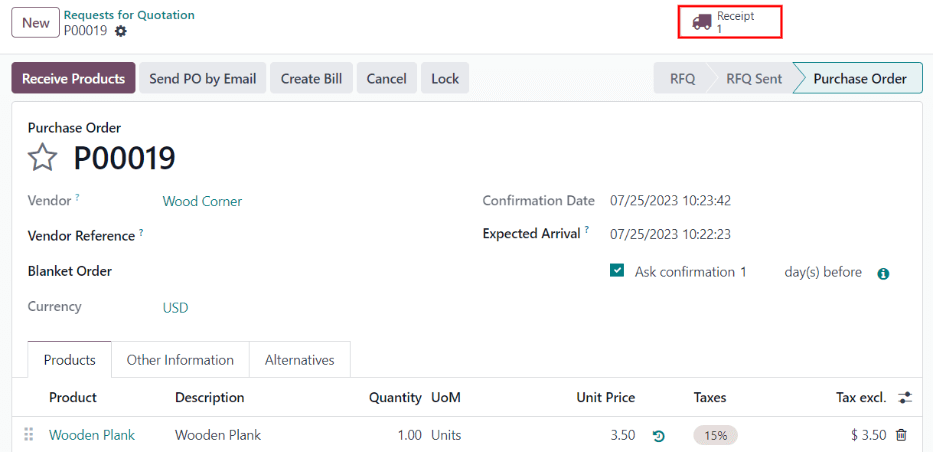 New
Requests for Quotation
P00019
Receipt
1
Receive Products Send PO by Email Create Bill Cancel Lock RFQ RFQ Sent Purchase Order
Purchase Order
P00019
Vendor ? Wood Corner Confirmation Date 07/25/2023 10:23:42
Vendor Reference ? Expected Arrival ? 07/25/2023 10:22:23
Blanket Order Ask confirmation 1 day(s) before
Currency USD
Products Other Information Alternatives
Product Description Quantity UoM Unit Price Taxes Tax excl.
Wooden Plank Wooden Plank 1.00 Units 3.50 15% $ 3.50